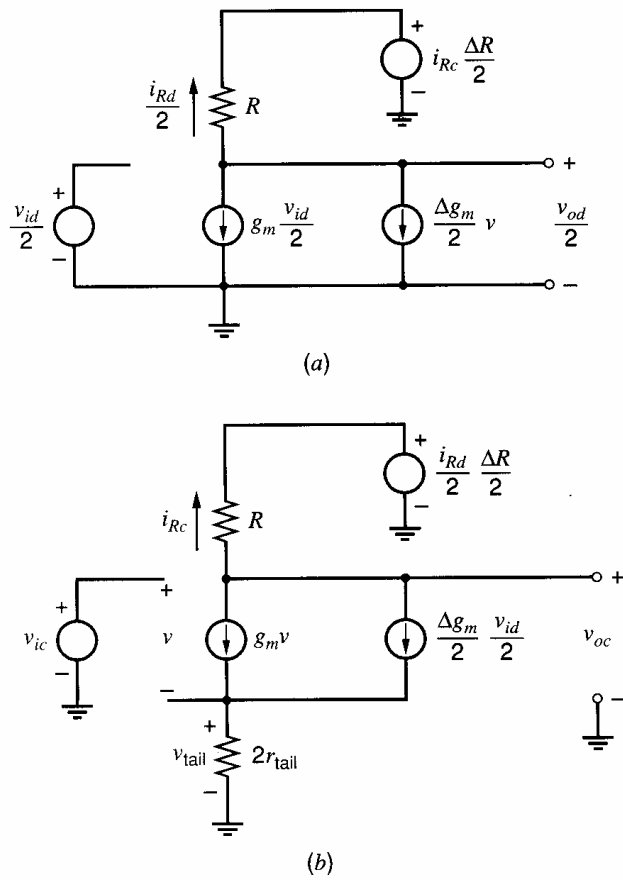 +
i_Rc ΔR/2
−
i_Rd/2
R
+
v_id/2
−
g_m v_id/2
Δg_m/2 v
+
v_od/2
−
(a)
+
i_Rd/2 ΔR/2
−
i_Rc
R
+
v_ic
−
+
v
−
g_m v
Δg_m/2 v_id/2
+
v_oc
−
+
v_tail
−
2r_tail
(b)